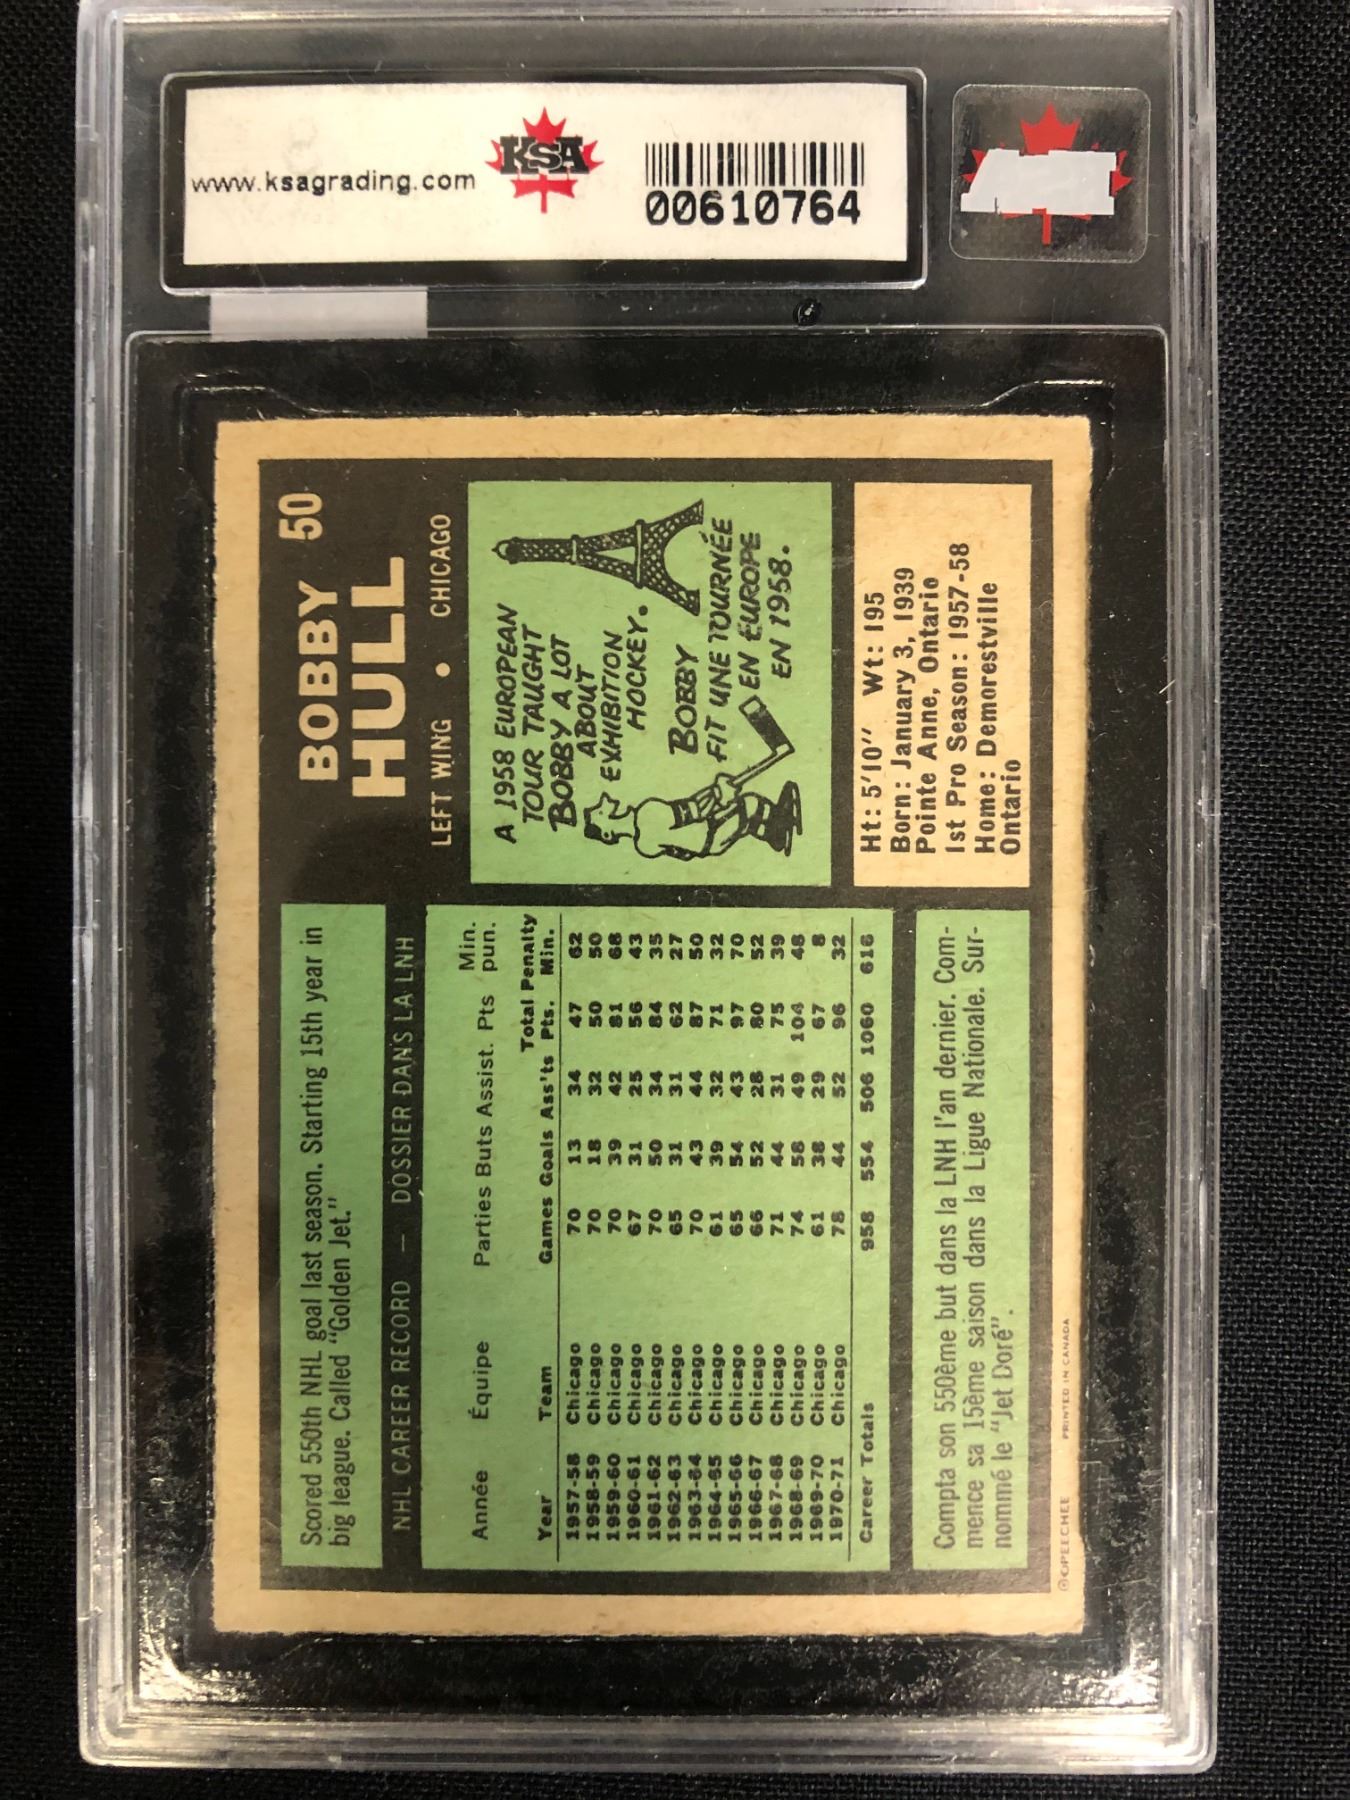 www.ksagrading.com
KSA
00610764
BOBBY 50
HULL
LEFT WING • CHICAGO
A 1958 EUROPEAN
TOUR TAUGHT
BOBBY A LOT
ABOUT
EXHIBITION
HOCKEY.
BOBBY
FIT UNE TOURNÉE
EN EUROPE
EN 1958.
Ht: 5'10" Wt: 195
Born: January 3, 1939
Pointe Anne, Ontario
1st Pro Season: 1957-58
Home: Demorestville
Ontario
Scored 550th NHL goal last season. Starting 15th year in
big league. Called "Golden Jet."
NHL CAREER RECORD — DOSSIER DANS LA LNH
Année Équipe Parties Buts Assist. Pts Min. pun.
Year Team Games Goals Ass'ts Total Pts. Penalty Min.
1957-58 Chicago 70 13 34 47 62
1958-59 Chicago 70 18 32 50 50
1959-60 Chicago 70 39 42 81 68
1960-61 Chicago 67 31 25 56 43
1961-62 Chicago 70 50 34 84 35
1962-63 Chicago 65 31 31 62 27
1963-64 Chicago 70 43 44 87 50
1964-65 Chicago 61 39 32 71 32
1965-66 Chicago 65 54 43 97 70
1966-67 Chicago 66 52 28 80 52
1967-68 Chicago 71 44 31 75 39
1968-69 Chicago 74 58 49 104 48
1969-70 Chicago 61 38 29 67 8
1970-71 Chicago 78 44 52 96 32
Career Totals 958 554 506 1060 616
Compta son 550ème but dans la LNH l'an dernier. Com-
mence sa 15ème saison dans la Ligue Nationale. Sur-
nommé le "Jet Doré".
©OPEECHEE PRINTED IN CANADA